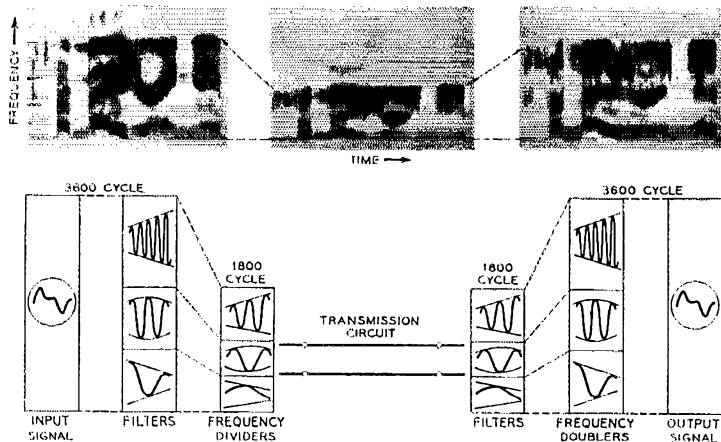 FREQUENCY
TIME
3600 CYCLE
3600 CYCLE
1800
CYCLE
1800
CYCLE
TRANSMISSION
CIRCUIT
INPUT
SIGNAL
FILTERS
FREQUENCY
DIVIDERS
FILTERS
FREQUENCY
DOUBLERS
OUTPUT
SIGNAL